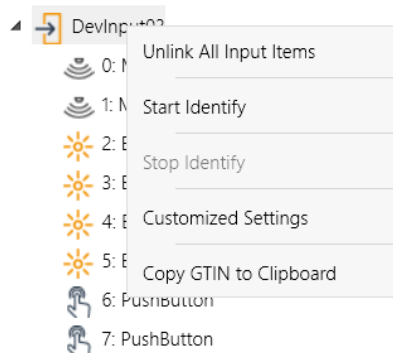 DevInput02
Unlink All Input Items
0:
1:
Start Identify
2:
Stop Identify
3:
4:
Customized Settings
5:
Copy GTIN to Clipboard
6: PushButton
7: PushButton